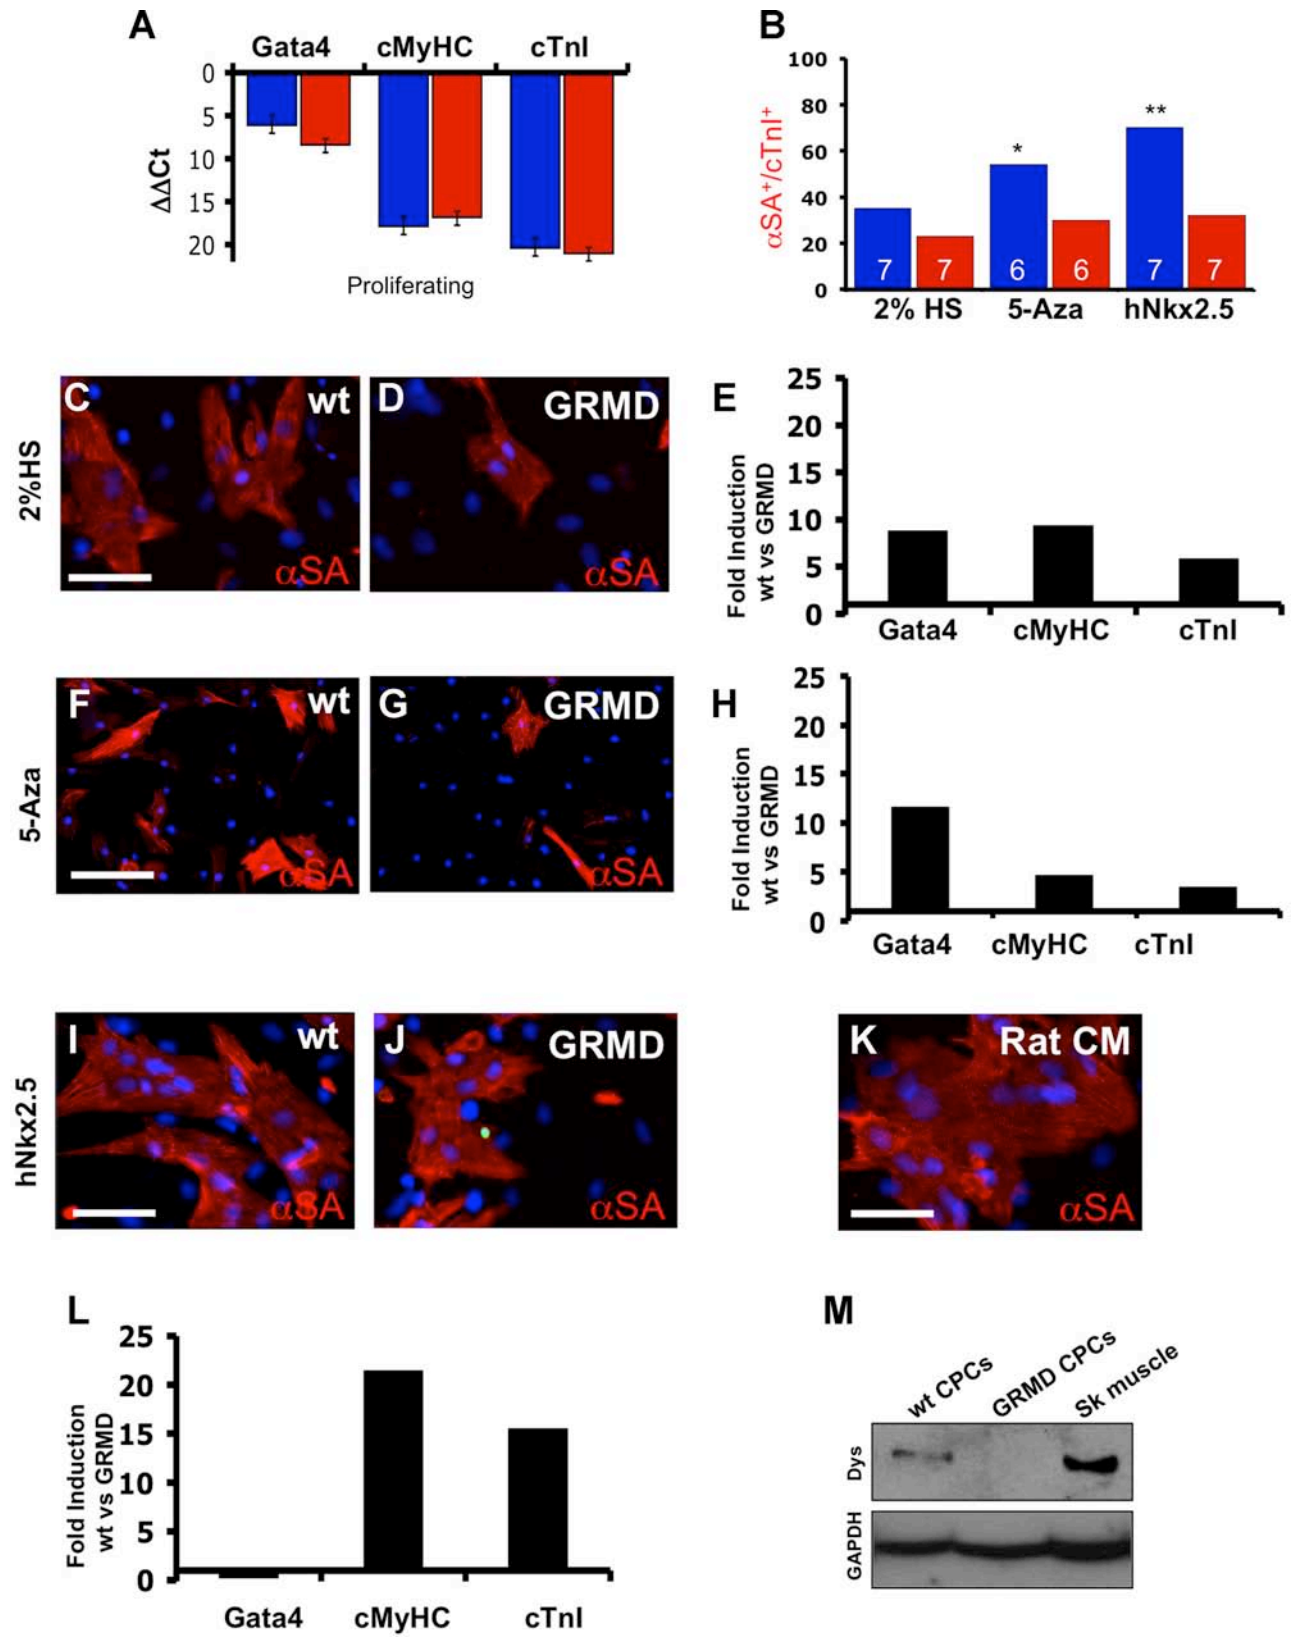 A
Gata4 cMyHC cTnI
0
5
10
15
20
ΔΔCt
Proliferating
B
100
80
60
40
20
0
αSA⁺/cTnI⁺
* **
7 7 6 6 7 7
2% HS 5-Aza hNkx2.5
2%HS
C wt
αSA
D GRMD
αSA
E
25
20
15
10
5
0
Fold Induction
wt vs GRMD
Gata4 cMyHC cTnI
5-Aza
F wt
αSA
G GRMD
αSA
H
25
20
15
10
5
0
Fold Induction
wt vs GRMD
Gata4 cMyHC cTnI
hNkx2.5
I wt
αSA
J GRMD
αSA
K Rat CM
αSA
L
25
20
15
10
5
0
Fold Induction
wt vs GRMD
Gata4 cMyHC cTnI
M
wt CPCs
GRMD CPCs
Sk muscle
Dys
GAPDH